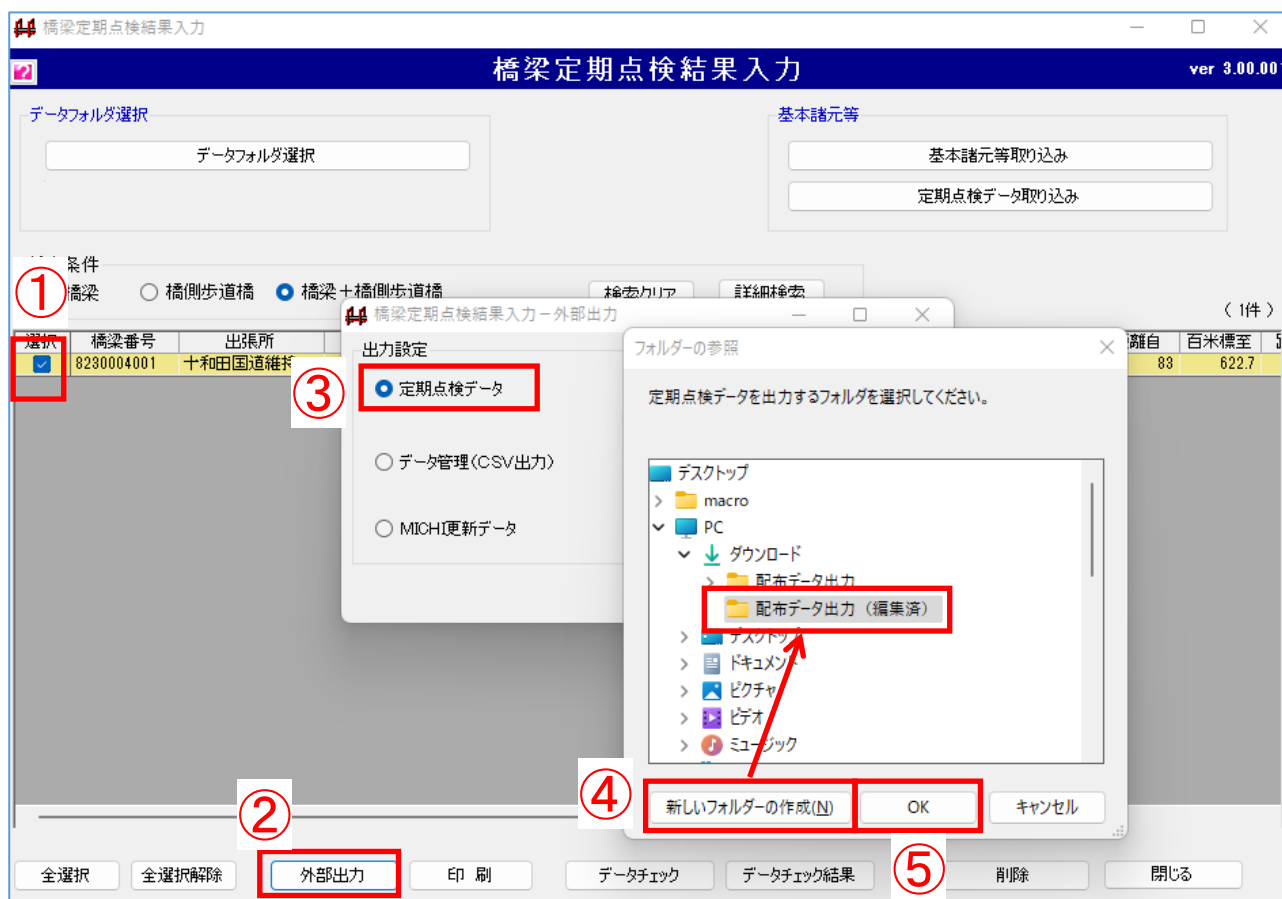 橋梁定期点検結果入力
橋梁定期点検結果入力
ver 3.00.001
データフォルダ選択
基本諸元等
データフォルダ選択
基本諸元等取り込み
定期点検データ取り込み
条件
①
橋梁
橋側歩道橋
橋梁+橋側歩道橋
検索クリア
詳細検索
( 1件 )
橋梁定期点検結果入力-外部出力
選択
橋梁番号
出張所
離自
百米標至
8230004001
十和田国道維持
83
622.7
出力設定
フォルダーの参照
③
定期点検データ
定期点検データを出力するフォルダを選択してください。
データ管理(CSV出力)
MICHI更新データ
デスクトップ
macro
PC
ダウンロード
配布データ出力
配布データ出力(編集済)
デスクトップ
ドキュメント
ピクチャ
ビデオ
ミュージック
④
新しいフォルダーの作成(N)
OK
キャンセル
②
⑤
全選択
全選択解除
外部出力
印 刷
データチェック
データチェック結果
削除
閉じる